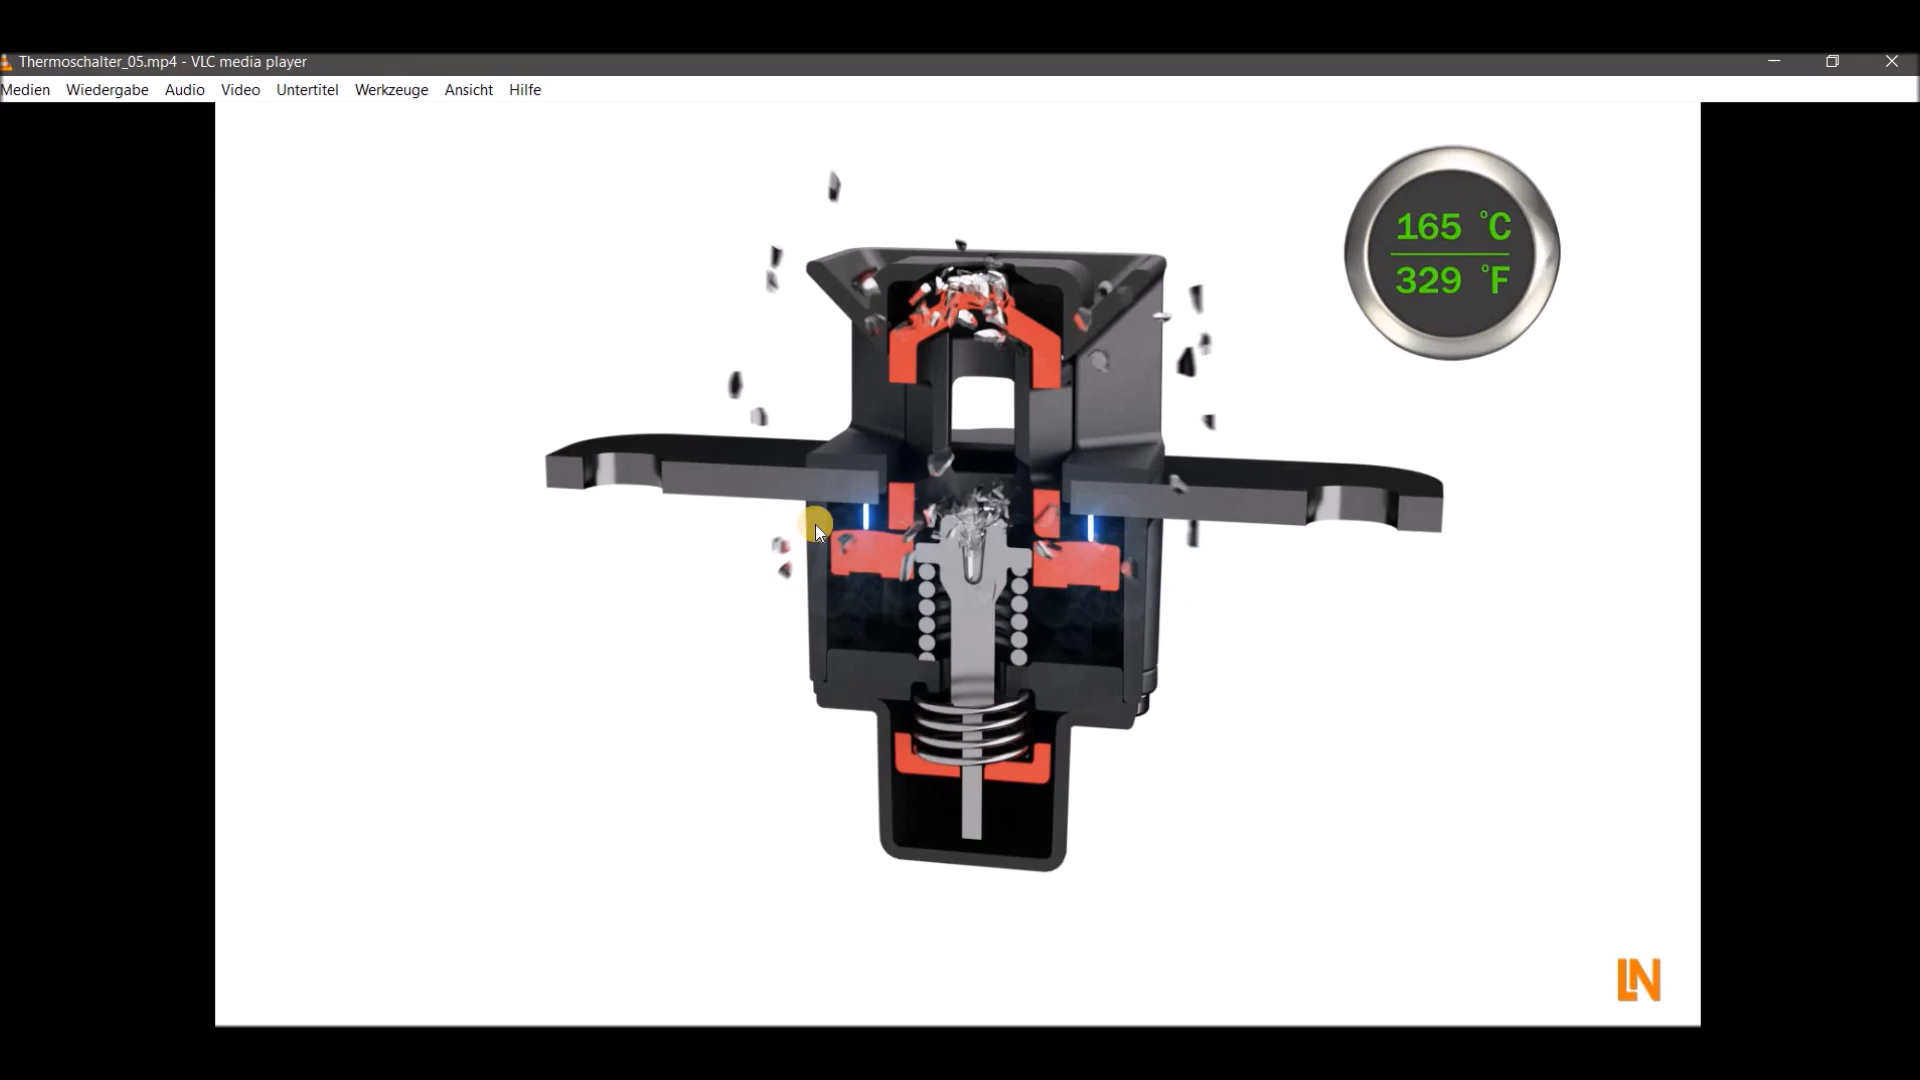 Thermoschalter_05.mp4 - VLC media player
Medien Wiedergabe Audio Video Untertitel Werkzeuge Ansicht Hilfe
165 °C
329 °F
LN